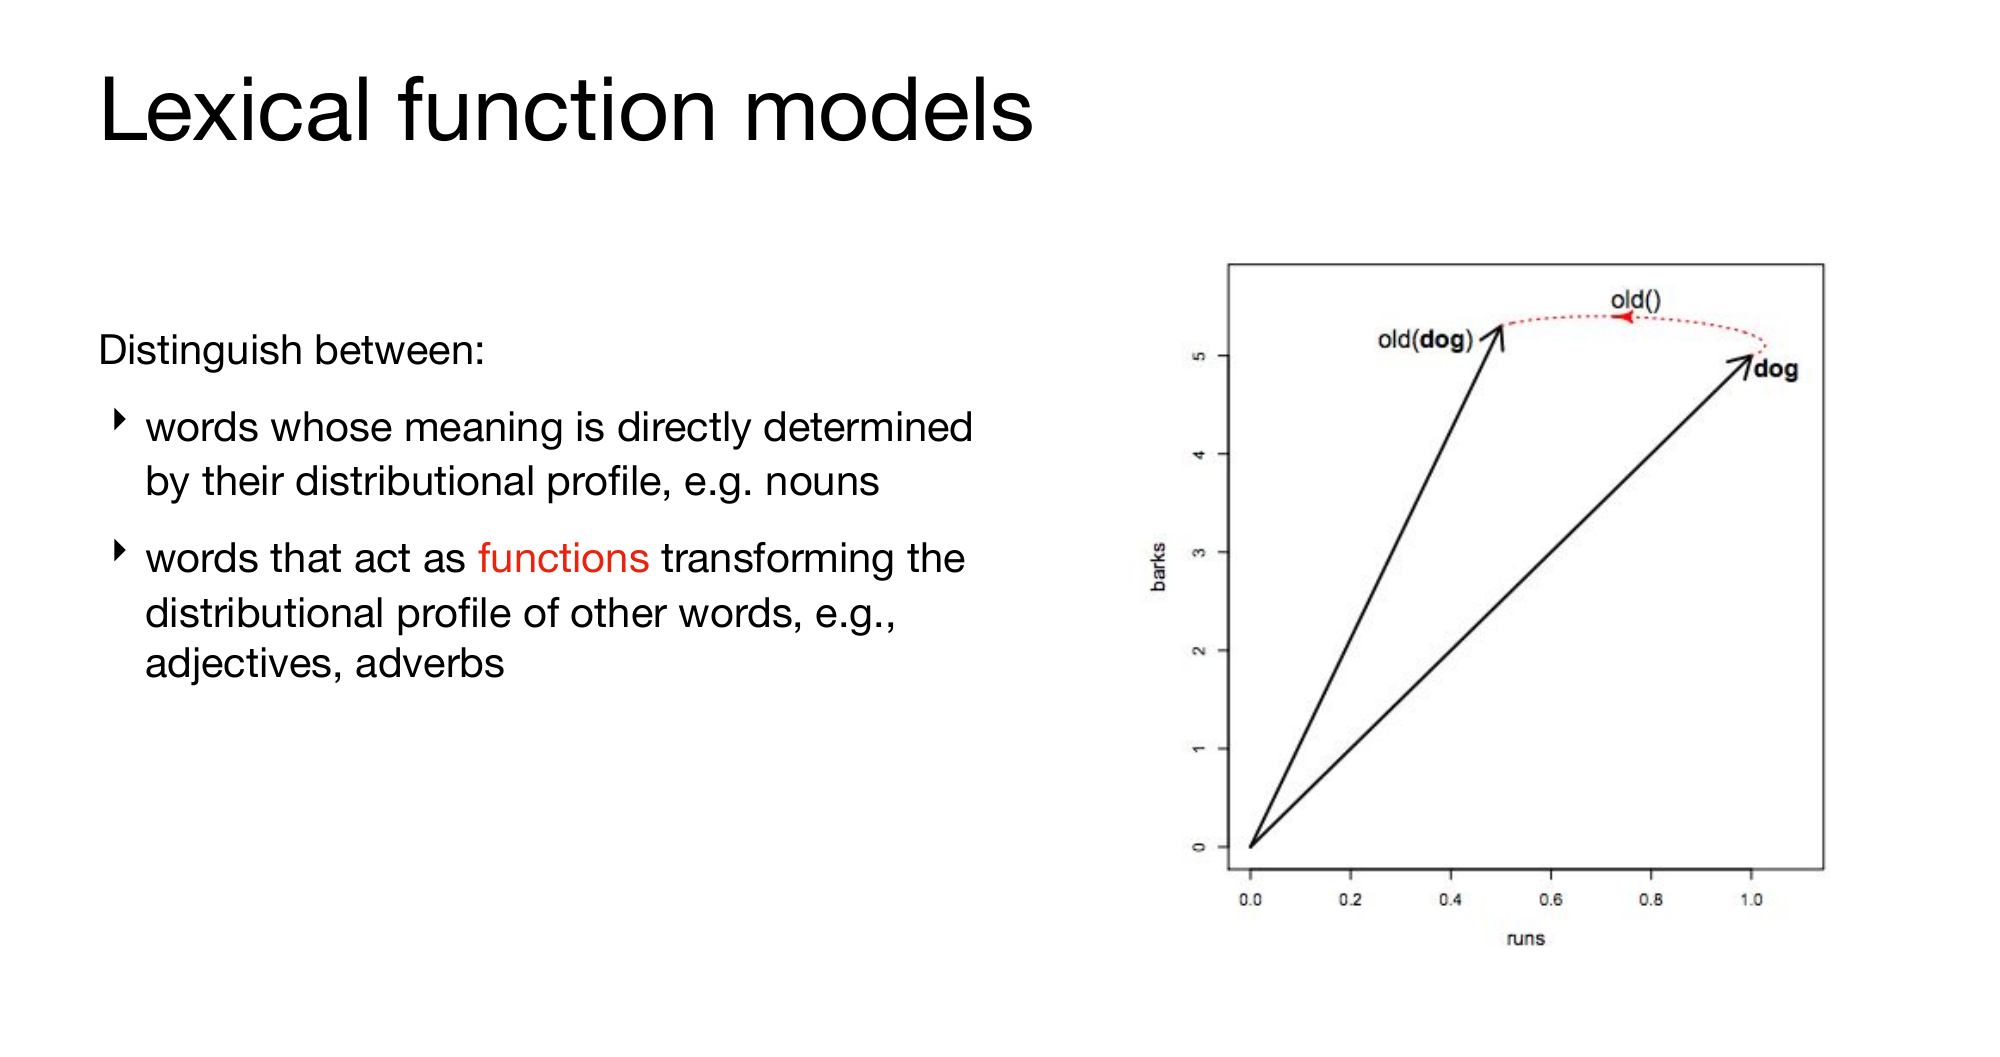 Lexical function models
Distinguish between:
‣ words whose meaning is directly determined
by their distributional profile, e.g. nouns
‣ words that act as functions transforming the
distributional profile of other words, e.g.,
adjectives, adverbs
old()
old(dog)
dog
barks
5
4
3
2
1
0
0.0 0.2 0.4 0.6 0.8 1.0
runs